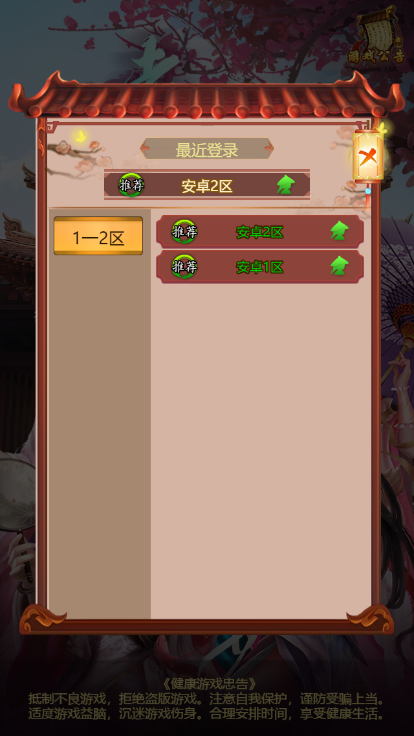 游戏公告
最近登录
推荐 安卓2区
1—2区
推荐 安卓2区
推荐 安卓1区
《健康游戏忠告》
抵制不良游戏，拒绝盗版游戏。注意自我保护，谨防受骗上当。
适度游戏益脑，沉迷游戏伤身。合理安排时间，享受健康生活。